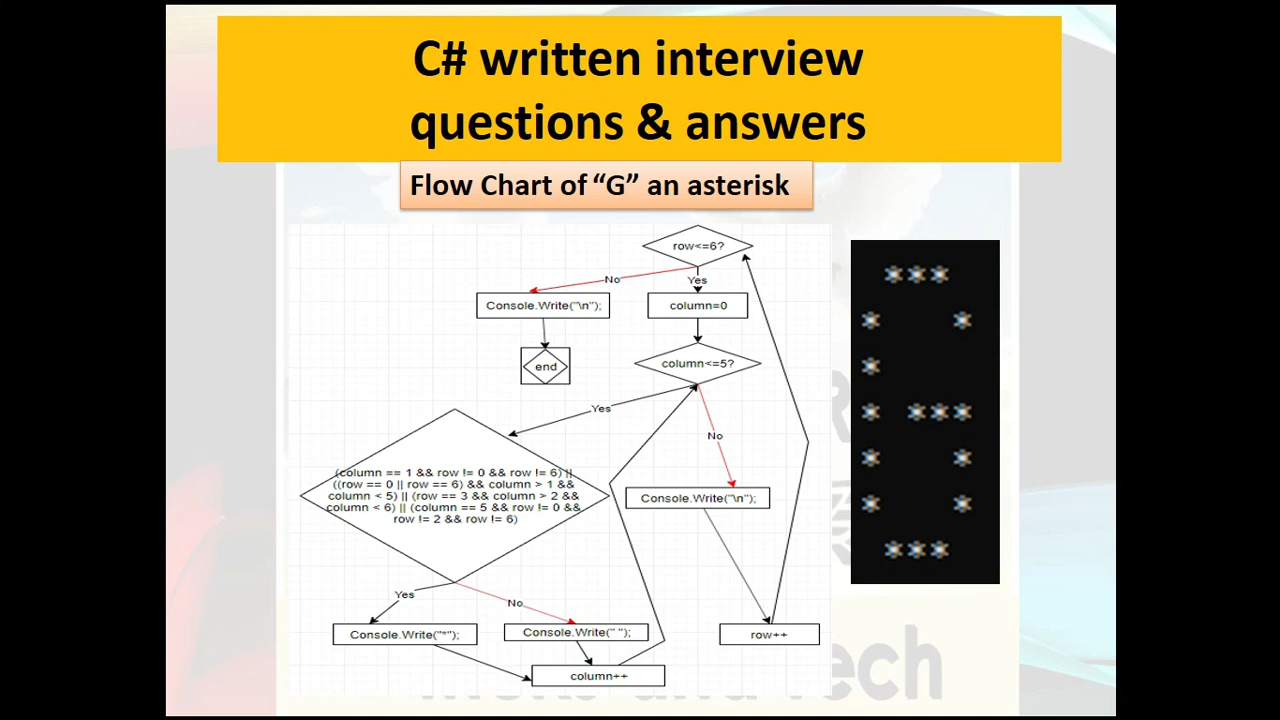 C# written interview
questions & answers
Flow Chart of “G” an asterisk
row<=6?
No
Yes
Console.Write("\n");
column=0
end
column<=5?
Yes
No
(column == 1 && row != 0 && row != 6) ||
((row == 0 || row == 6) && column > 1 &&
column < 5) || (row == 3 && column > 2 &&
column < 6) || (column == 5 && row != 0 &&
row != 2 && row != 6)
Console.Write("\n");
Yes
No
Console.Write("*");
Console.Write(" ");
row++
column++
***
* *
*
* ***
* *
* *
***